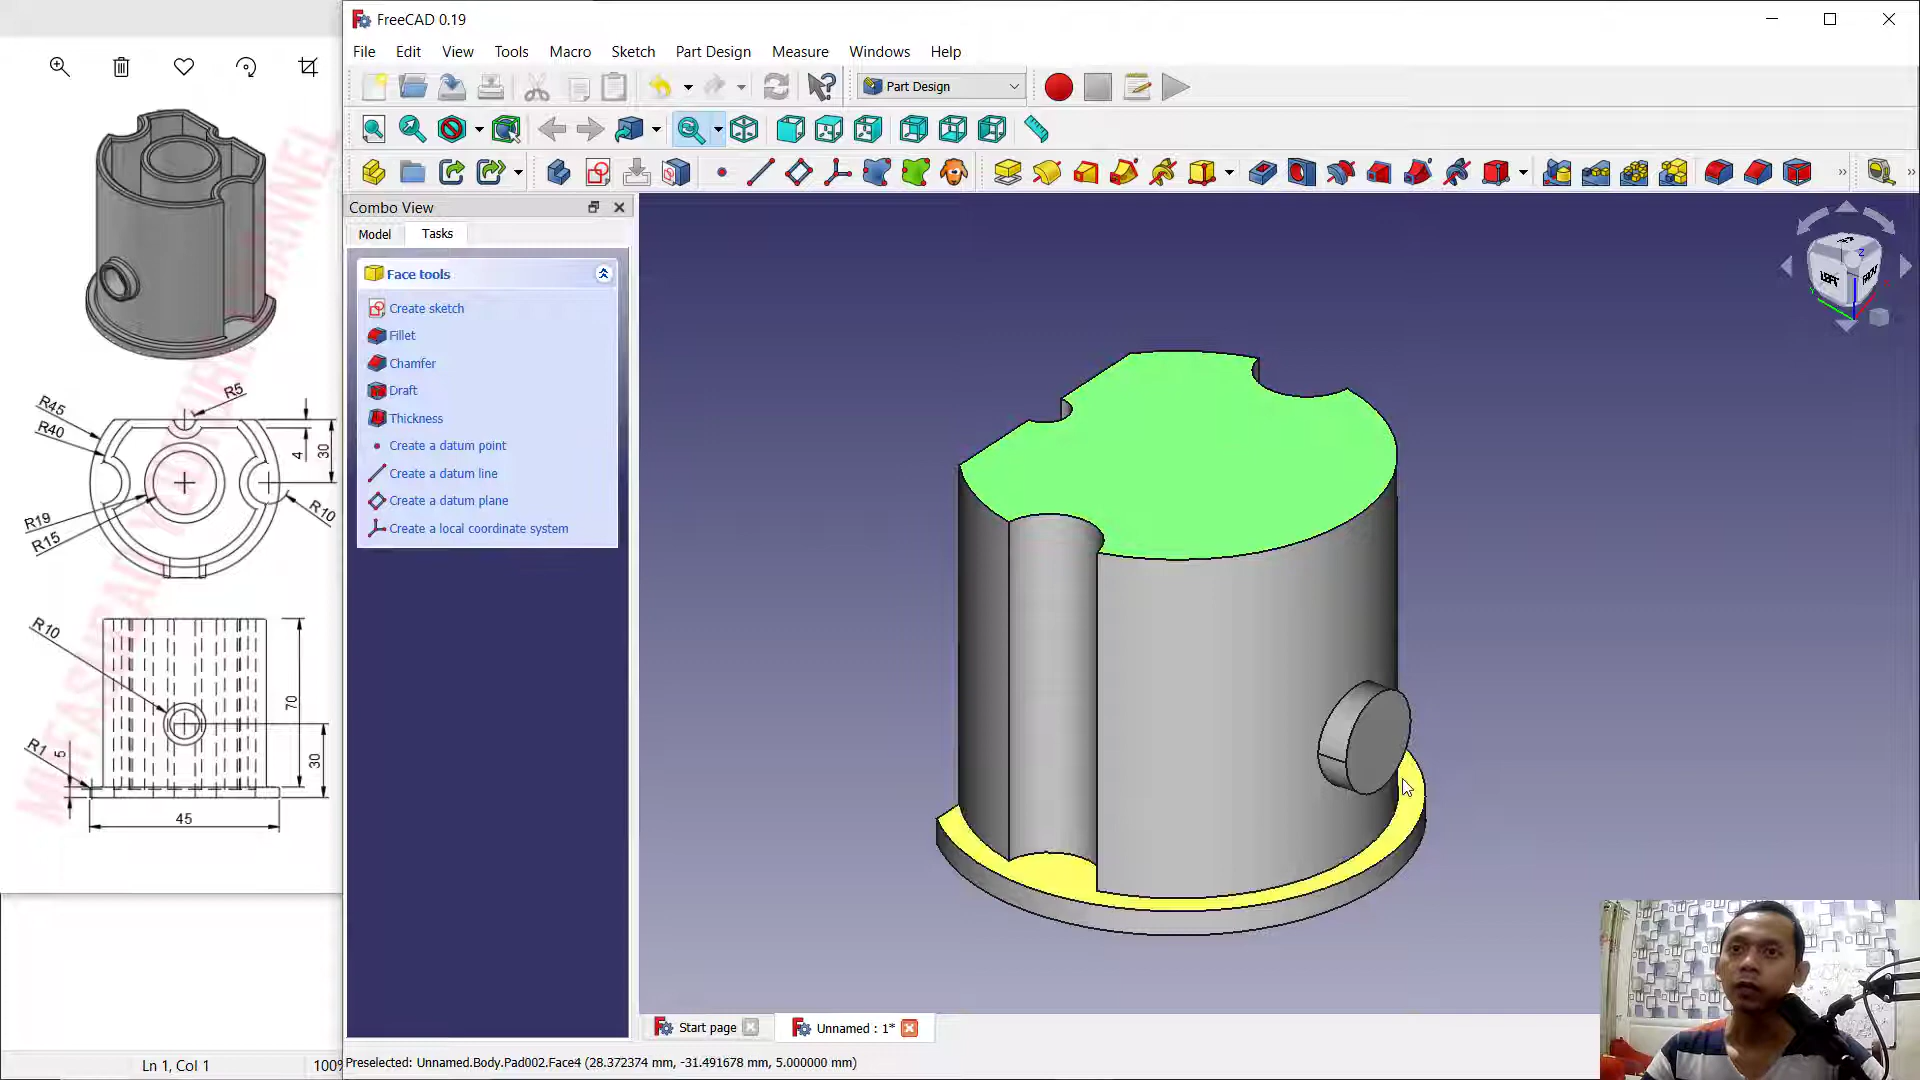 FreeCAD 0.19
File Edit View Tools Macro Sketch Part Design Measure Windows Help
Part Design
Combo View
Model Tasks
Face tools
Create sketch
Fillet
Chamfer
Draft
Thickness
Create a datum point
Create a datum line
Create a datum plane
Create a local coordinate system
R5
R45
R40
4
30
R19
R15
R10
R10
70
R1
5
30
45
LEFT
Z
Start page
Unnamed : 1*
Preselected: Unnamed.Body.Pad002.Face4 (28.372374 mm, -31.491678 mm, 5.000000 mm)
Ln 1, Col 1
100%